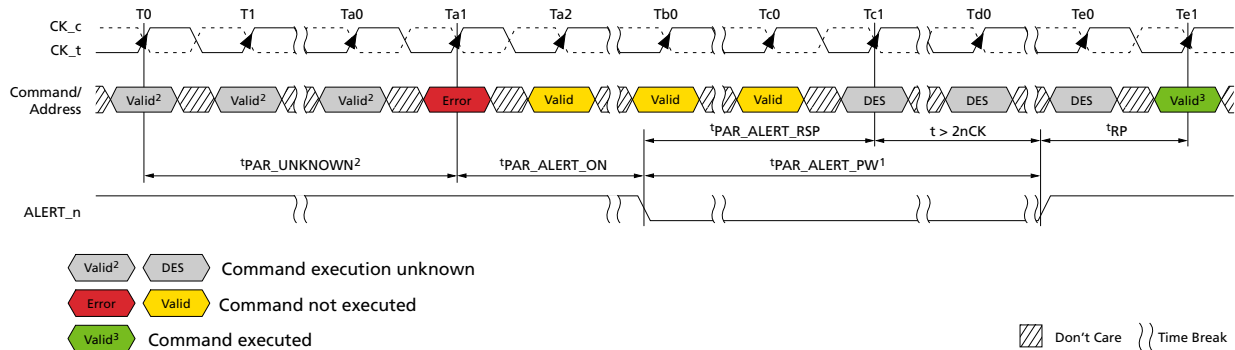 T0 T1 Ta0 Ta1 Ta2 Tb0 Tc0 Tc1 Td0 Te0 Te1
CK_c
CK_t
Command/
Address
Valid² Valid² Valid² Error Valid Valid Valid DES DES DES Valid³
tPAR_ALERT_RSP t > 2nCK tRP
tPAR_UNKNOWN² tPAR_ALERT_ON tPAR_ALERT_PW¹
ALERT_n
Valid² DES Command execution unknown
Error Valid Command not executed
Valid³ Command executed
Don't Care Time Break